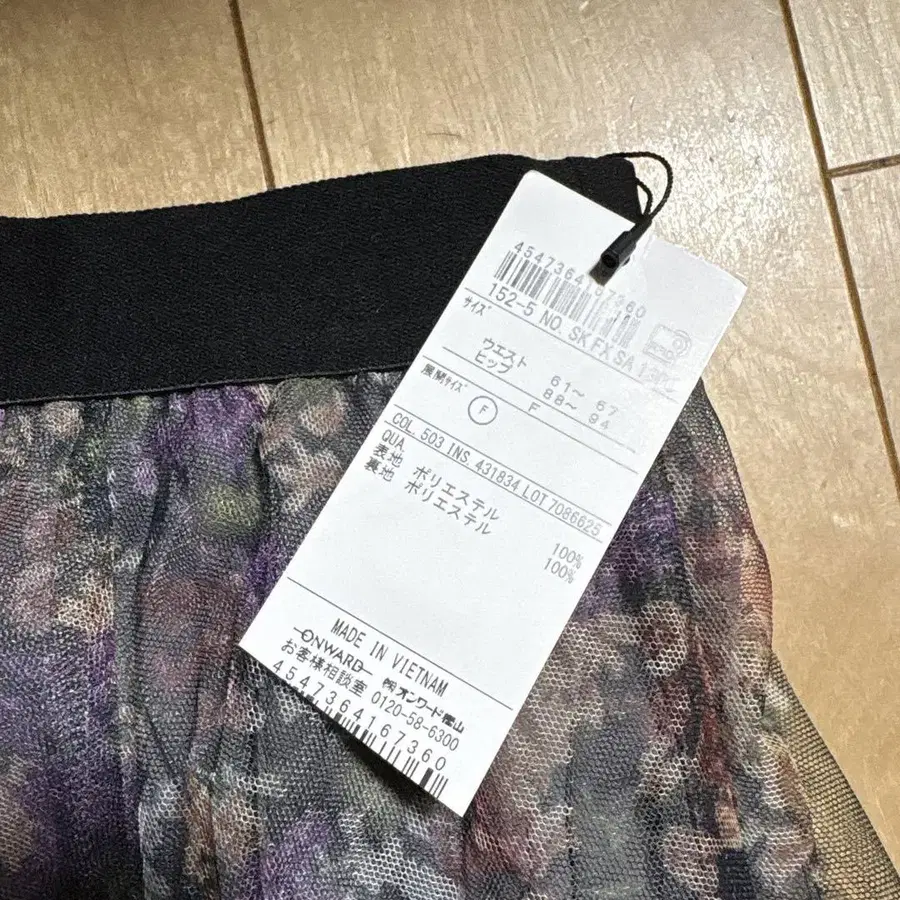 4547364167360
152-5 NO. SKFXSA
サイズ
ウエスト 61～ 67
ヒップ 88～ 94
展開サイズ F
F
COL. 503 INS. 431834 LOT 7086625
QUA
表地 ポリエステル 100%
裏地 ポリエステル 100%
MADE IN VIETNAM
ONWARD ㈱オンワード樫山
お客様相談室 0120-58-6300
4547364167360